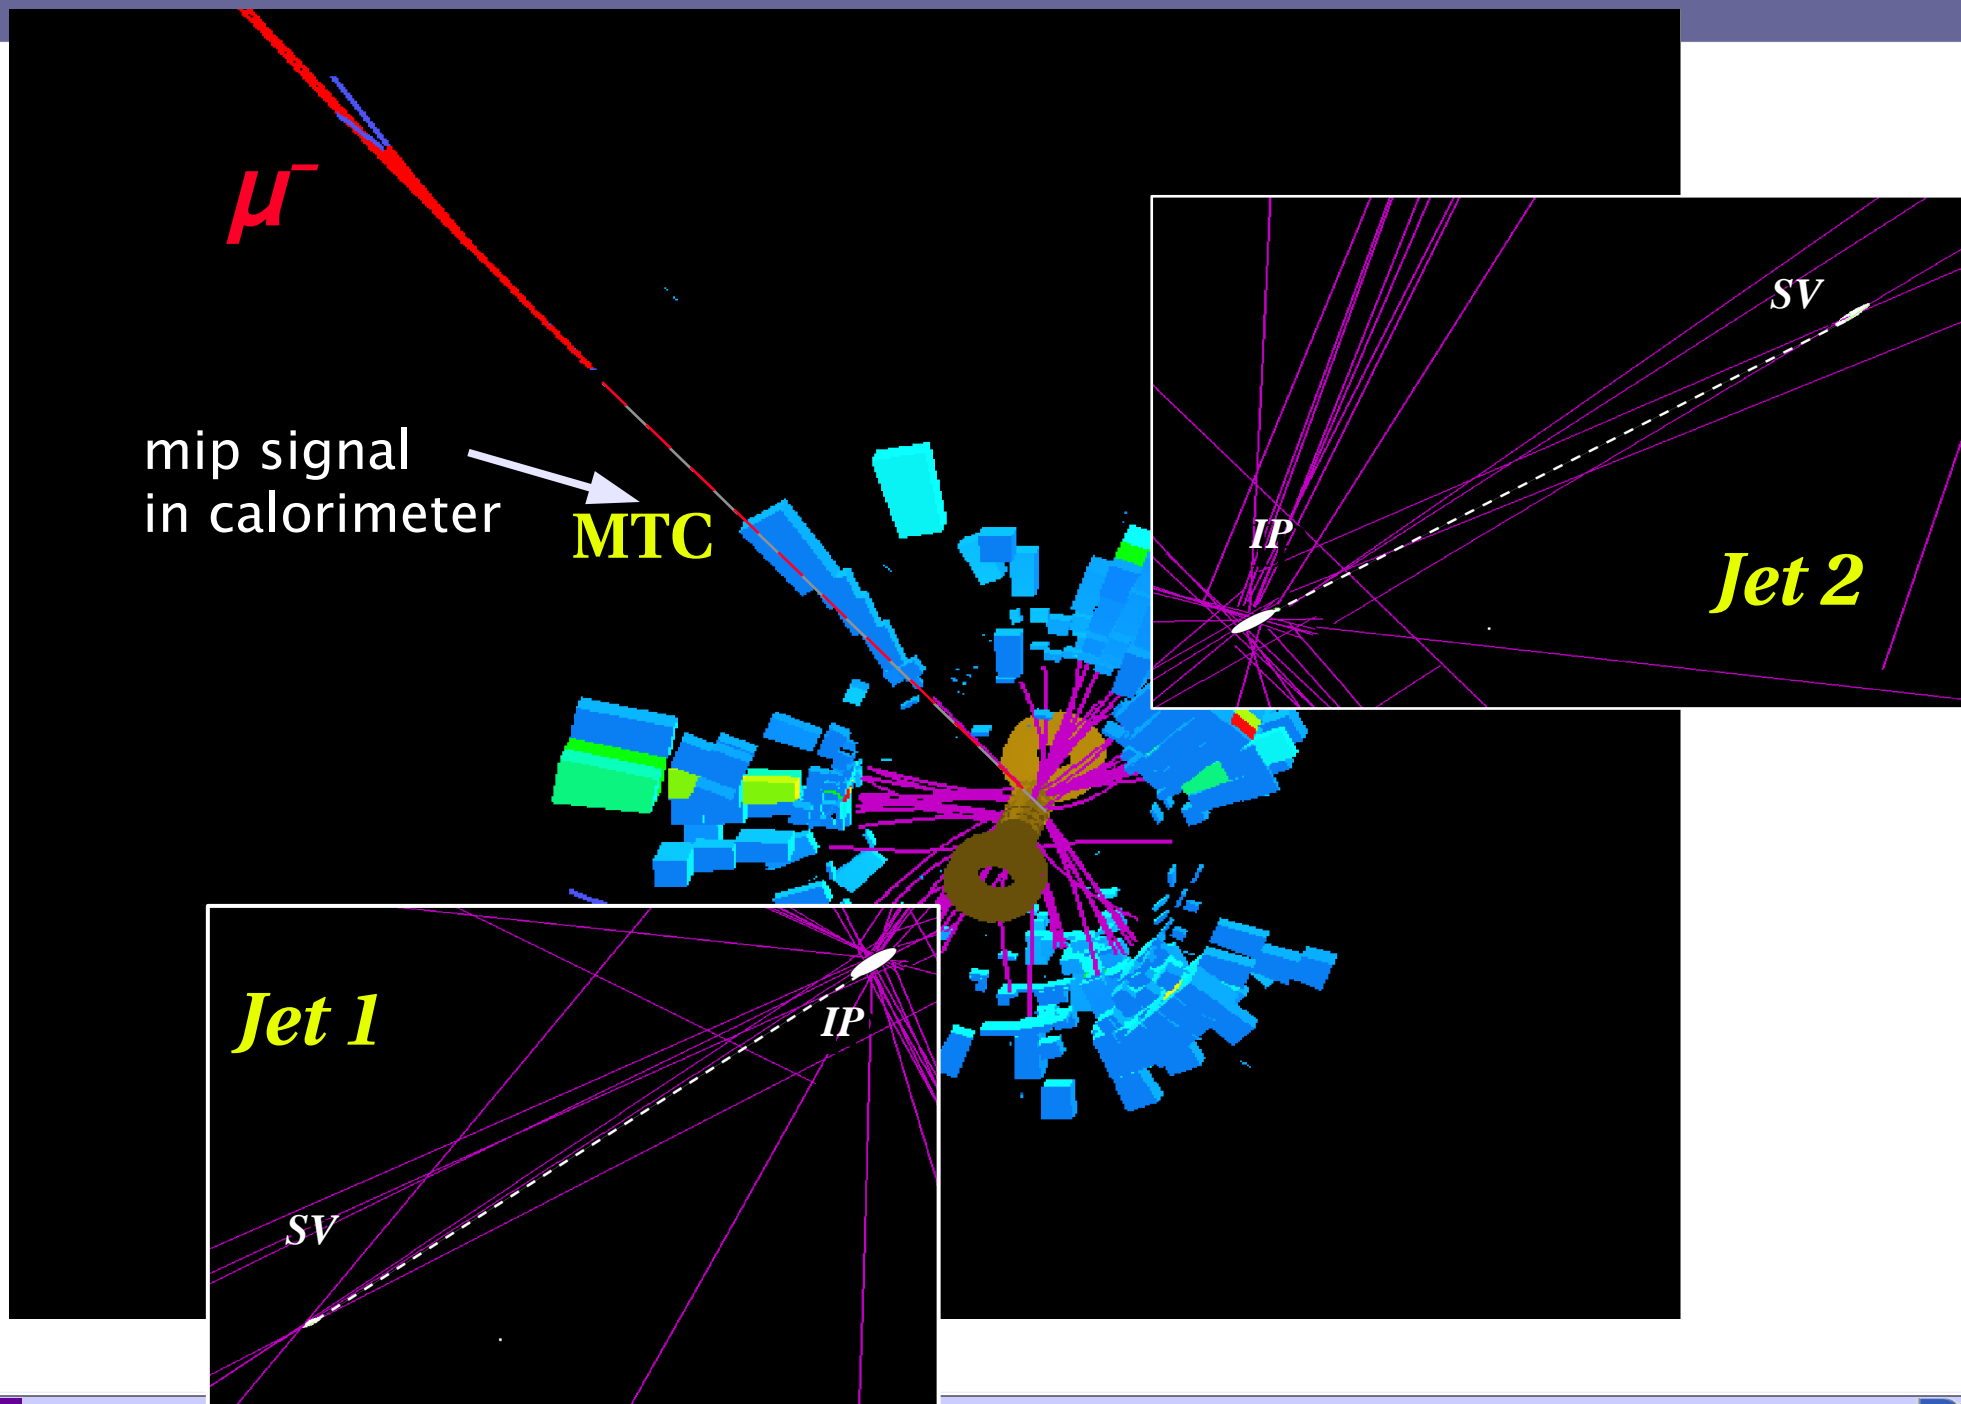 μ⁻
mip signal
in calorimeter
MTC
SV
IP
Jet 2
Jet 1
IP
SV